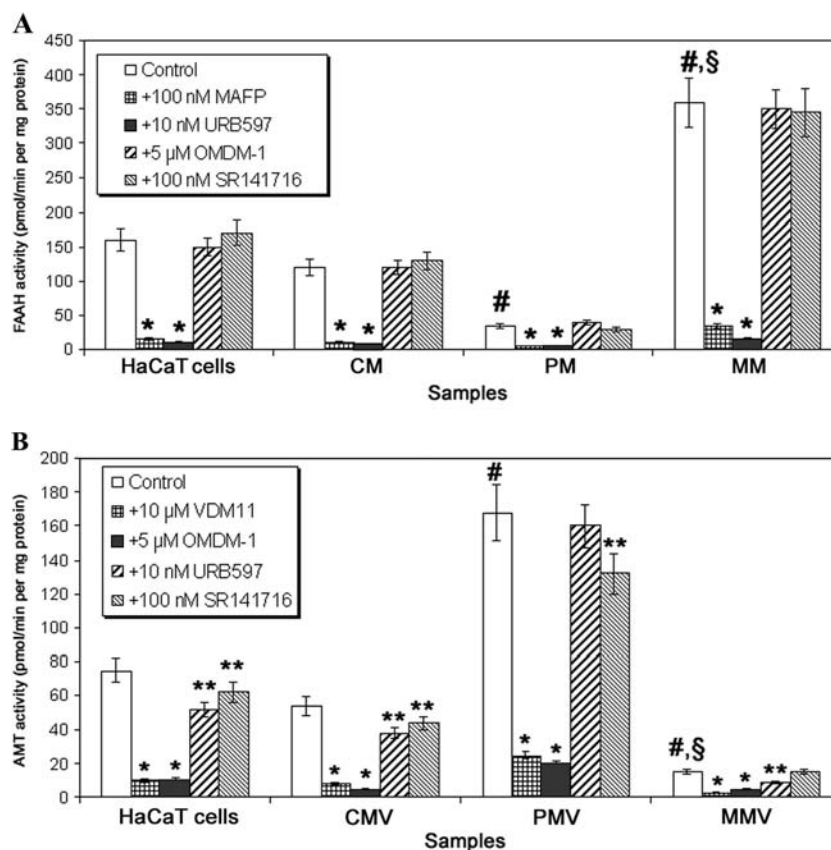 A
FAAH activity (pmol/min per mg protein)
450
400
350
300
250
200
150
100
50
0
Control
+100 nM MAFP
+10 nM URB597
+5 µM OMDM-1
+100 nM SR141716
* * * * # * * #,§ * *
HaCaT cells CM PM MM
Samples
B
AMT activity (pmol/min per mg protein)
200
180
160
140
120
100
80
60
40
20
0
Control
+10 µM VDM11
+5 µM OMDM-1
+10 nM URB597
+100 nM SR141716
* * ** ** * * ** ** # * * ** #,§ * * **
HaCaT cells CMV PMV MMV
Samples